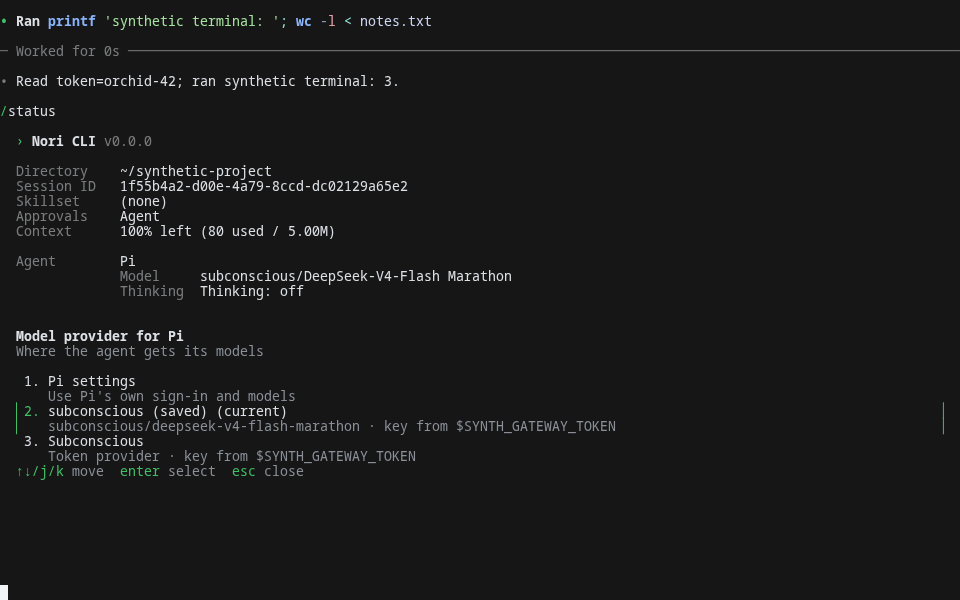 • Ran printf 'synthetic terminal: '; wc -l < notes.txt
─ Worked for 0s ─
• Read token=orchid-42; ran synthetic terminal: 3.
/status
› Nori CLI v0.0.0
Directory ~/synthetic-project
Session ID 1f55b4a2-d00e-4a79-8ccd-dc02129a65e2
Skillset (none)
Approvals Agent
Context 100% left (80 used / 5.00M)
Agent Pi
Model subconscious/DeepSeek-V4-Flash Marathon
Thinking Thinking: off
Model provider for Pi
Where the agent gets its models
1. Pi settings
Use Pi's own sign-in and models
2. subconscious (saved) (current)
subconscious/deepseek-v4-flash-marathon · key from $SYNTH_GATEWAY_TOKEN
3. Subconscious
Token provider · key from $SYNTH_GATEWAY_TOKEN
↑↓/j/k move enter select esc close